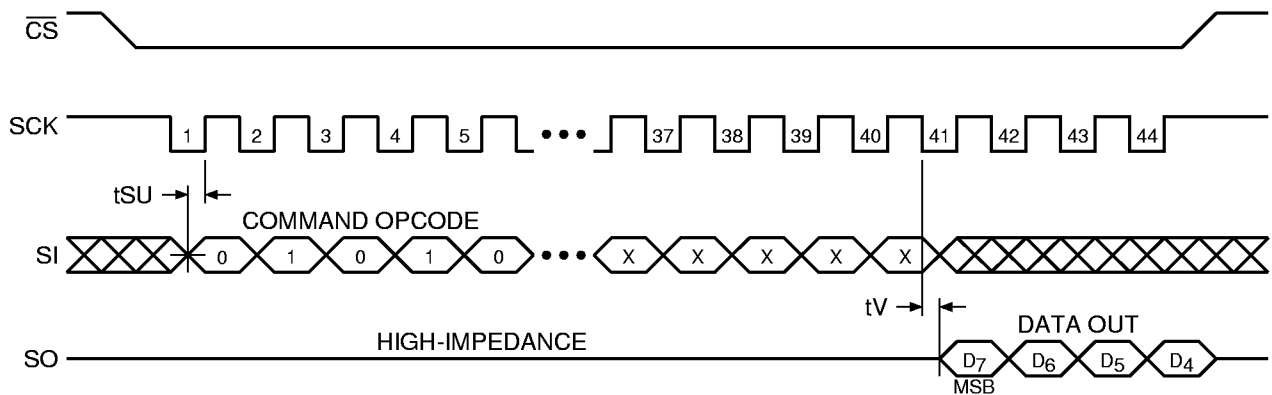 CS
SCK 1 2 3 4 5 ••• 37 38 39 40 41 42 43 44
tSU
COMMAND OPCODE
SI 0 1 0 1 0 ••• X X X X X
tV
HIGH-IMPEDANCE
DATA OUT
SO D7 D6 D5 D4
MSB